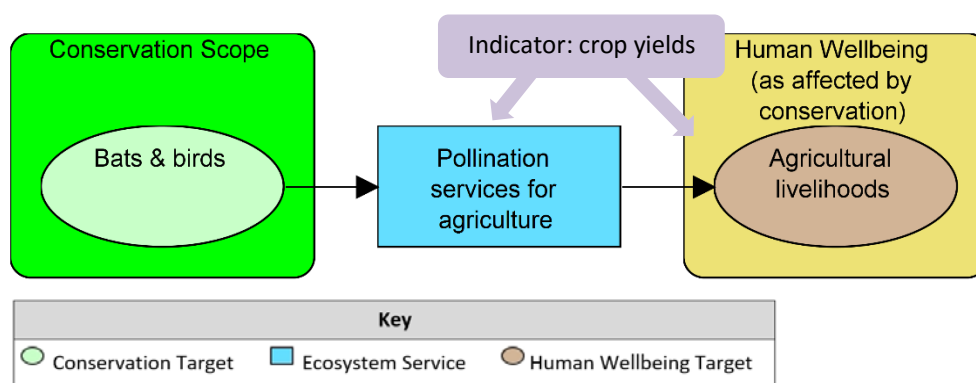 Conservation Scope
Indicator: crop yields
Human Wellbeing
(as affected by
conservation)
Bats & birds
Pollination
services for
agriculture
Agricultural
livelihoods
Key
Conservation Target
Ecosystem Service
Human Wellbeing Target